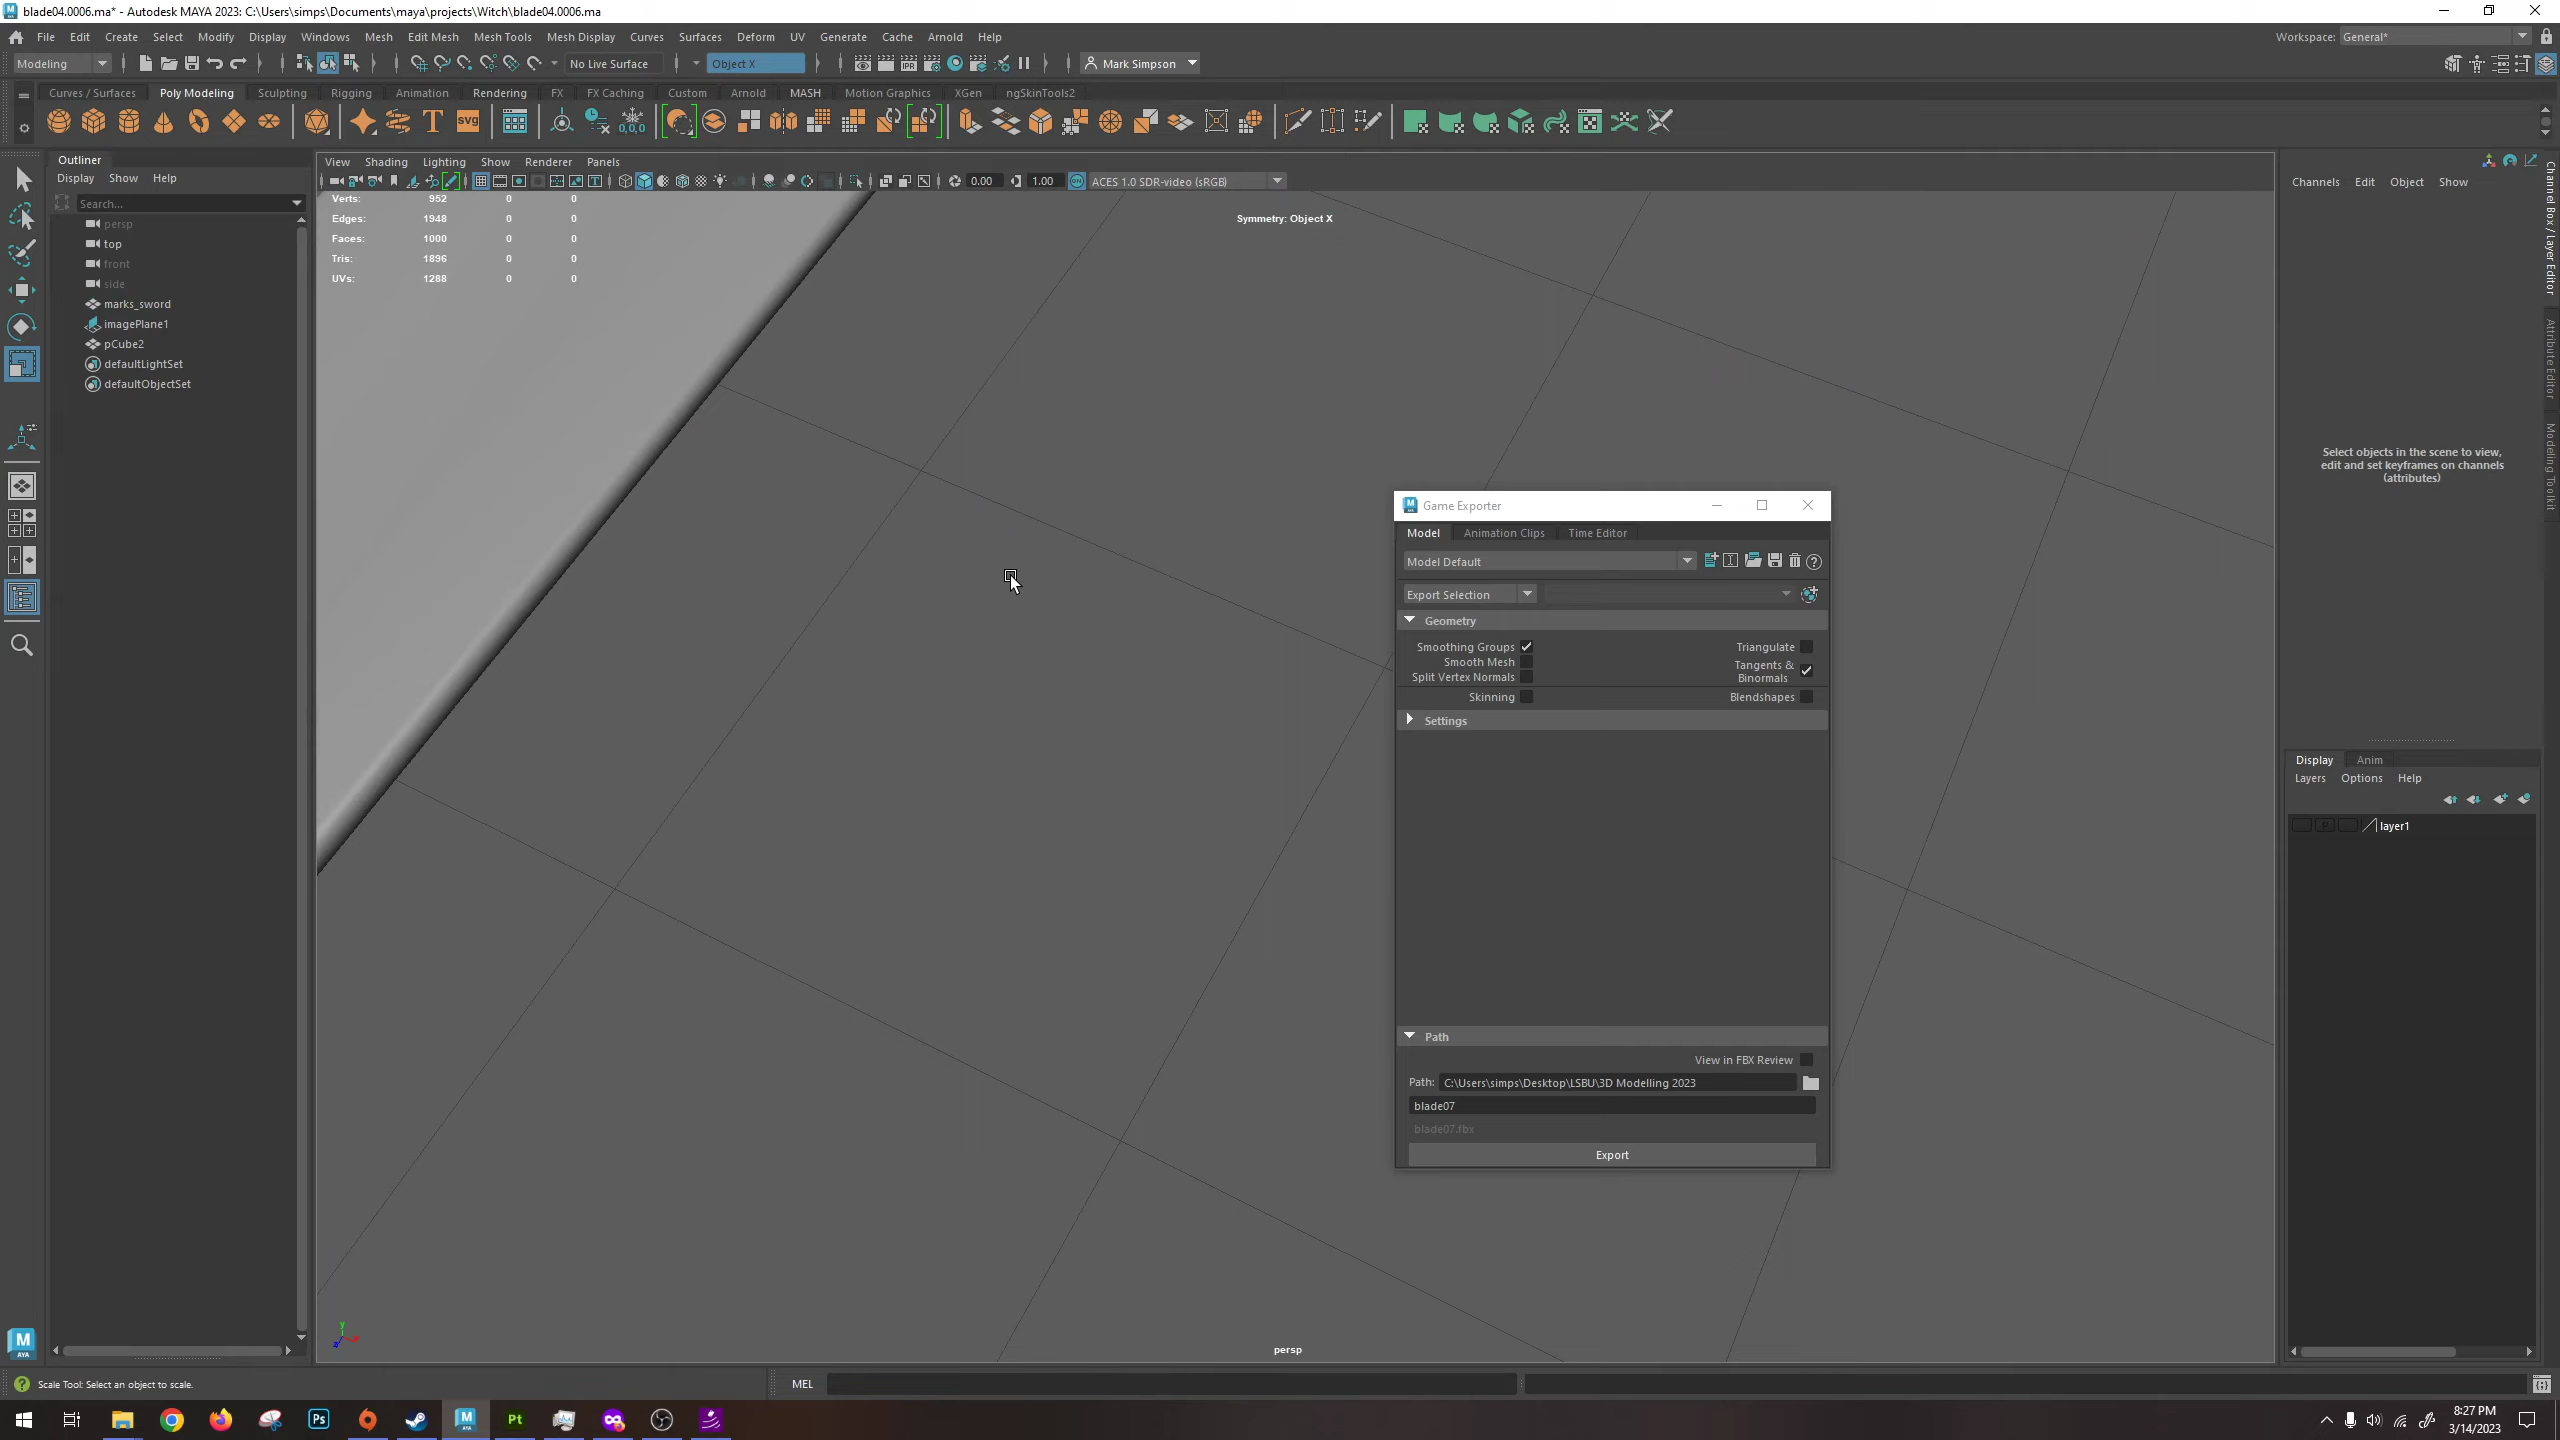 blade04.0006.ma* - Autodesk MAYA 2023: C:\Users\simps\Documents\maya\projects\Witch\blade04.0006.ma
File Edit Create Select Modify Display Windows Mesh Edit Mesh Mesh Tools Mesh Display Curves Surfaces Deform UV Generate Cache Arnold Help
Workspace: General*
Modeling No Live Surface Object X Mark Simpson
Curves / Surfaces Poly Modeling Sculpting Rigging Animation Rendering FX FX Caching Custom Arnold MASH Motion Graphics XGen ngSkinTools2
Outliner
Display Show Help
Search...
persp
top
front
side
marks_sword
imagePlane1
pCube2
defaultLightSet
defaultObjectSet
View Shading Lighting Show Renderer Panels
0.00 1.00 ACES 1.0 SDR-video (sRGB)
Verts: 952 0 0
Edges: 1948 0 0
Faces: 1000 0 0
Tris: 1896 0 0
UVs: 1288 0 0
Symmetry: Object X
Game Exporter
Model Animation Clips Time Editor
Model Default
Export Selection
Geometry
Smoothing Groups Triangulate
Smooth Mesh Tangents &
Binormals
Split Vertex Normals
Skinning Blendshapes
Settings
Path
View in FBX Review
Path: C:\Users\simps\Desktop\LSBU\3D Modelling 2023
blade07
blade07.fbx
Export
persp
Channels Edit Object Show
Select objects in the scene to view,
edit and set keyframes on channels
(attributes)
Channel Box / Layer Editor
Attribute Editor
Modeling Toolkit
Display Anim
Layers Options Help
layer1
Scale Tool: Select an object to scale.
MEL
8:27 PM
3/14/2023